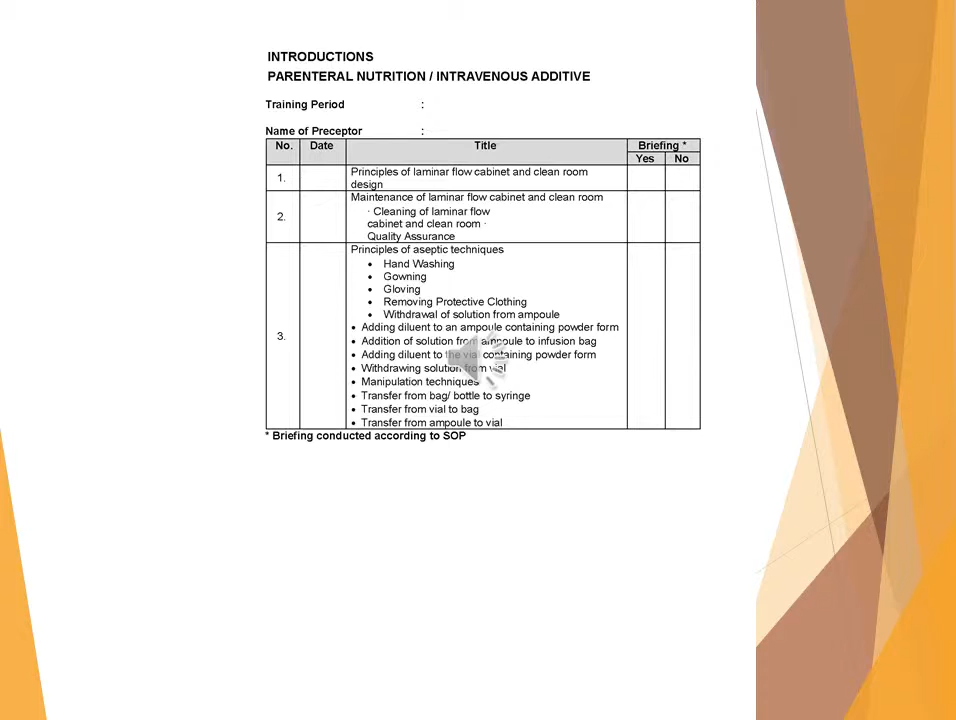 INTRODUCTIONS
PARENTERAL NUTRITION / INTRAVENOUS ADDITIVE
Training Period :
Name of Preceptor :
No. Date Title Briefing *
Yes No
1. Principles of laminar flow cabinet and clean room
design
2. Maintenance of laminar flow cabinet and clean room
· Cleaning of laminar flow
cabinet and clean room ·
Quality Assurance
3. Principles of aseptic techniques
• Hand Washing
• Gowning
• Gloving
• Removing Protective Clothing
• Withdrawal of solution from ampoule
• Adding diluent to an ampoule containing powder form
• Addition of solution from ampoule to infusion bag
• Adding diluent to the vial containing powder form
• Withdrawing solution from vial
• Manipulation techniques
• Transfer from bag/ bottle to syringe
• Transfer from vial to bag
• Transfer from ampoule to vial
* Briefing conducted according to SOP